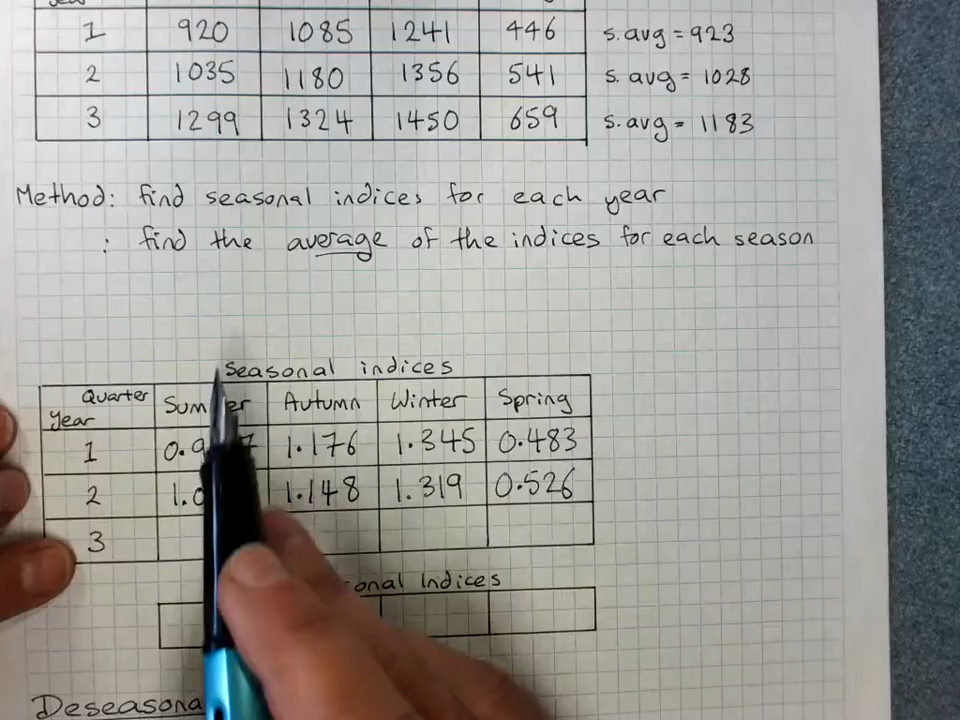 1 920 1085 1241 446 s.avg = 923
2 1035 1180 1356 541 s. avg = 1028
3 1299 1324 1450 659 s.avg = 1183
Method: find seasonal indices for each year
: find the average of the indices for each season
Seasonal indices
Quarter Autumn Winter Spring
Year
1 1.176 1.345 0.483
2 1.148 1.319 0.526
3
Indices